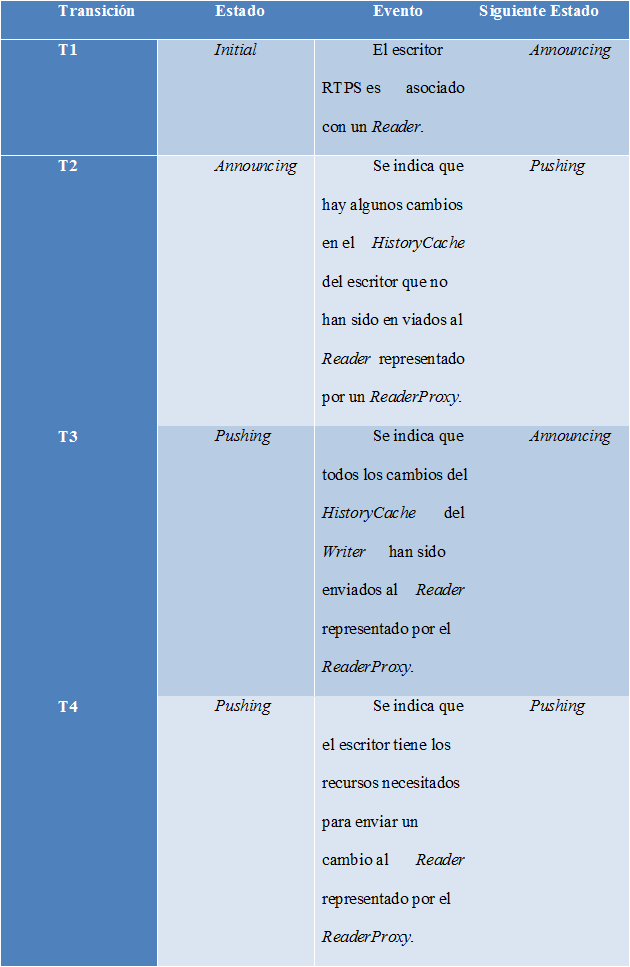 Transición Estado Evento Siguiente Estado
T1 Initial El escritor Announcing
RTPS es asociado
con un Reader.
T2 Announcing Se indica que Pushing
hay algunos cambios
en el HistoryCache
del escritor que no
han sido en viados al
Reader representado
por un ReaderProxy.
T3 Pushing Se indica que Announcing
todos los cambios del
HistoryCache del
Writer han sido
enviados al Reader
representado por el
ReaderProxy.
T4 Pushing Se indica que Pushing
el escritor tiene los
recursos necesitados
para enviar un
cambio al Reader
representado por el
ReaderProxy.